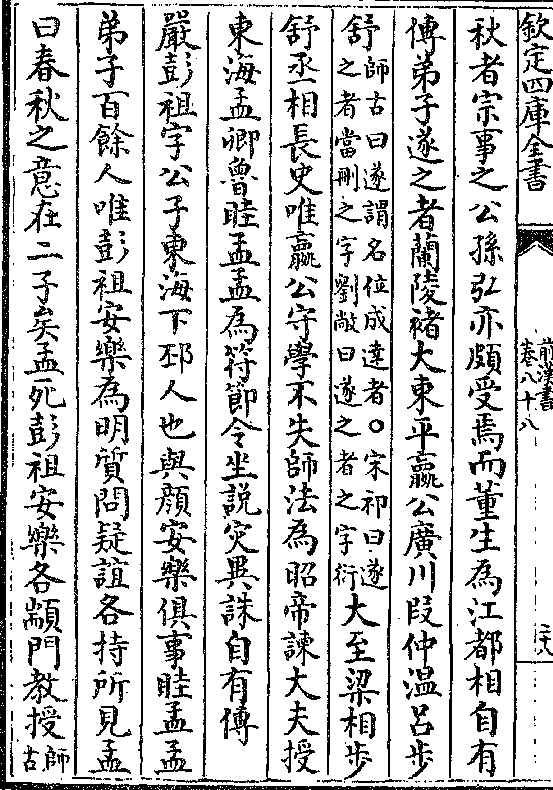 欽定四庫全書
前漢書
卷八十八
二十八
秋者宗事之公孫弘亦頗受焉而董生為江都相自有
傳弟子遂之者蘭陵褚大東平嬴公廣川段仲溫吕步
舒師古曰遂謂名位成達者○宋祁曰遂之者當刪之字劉敞曰遂之者之字衍大至梁相步
舒丞相長史唯嬴公守學不失師法為昭帝諫大夫授
東海孟卿魯眭孟孟為符節令坐說災異誅自有傳
嚴彭祖字公子東海下邳人也與顔安樂俱事眭孟孟
弟子百餘人唯彭祖安樂為明質問疑誼各持所見孟
曰春秋之意在二子矣孟死彭祖安樂各顓門教授師古